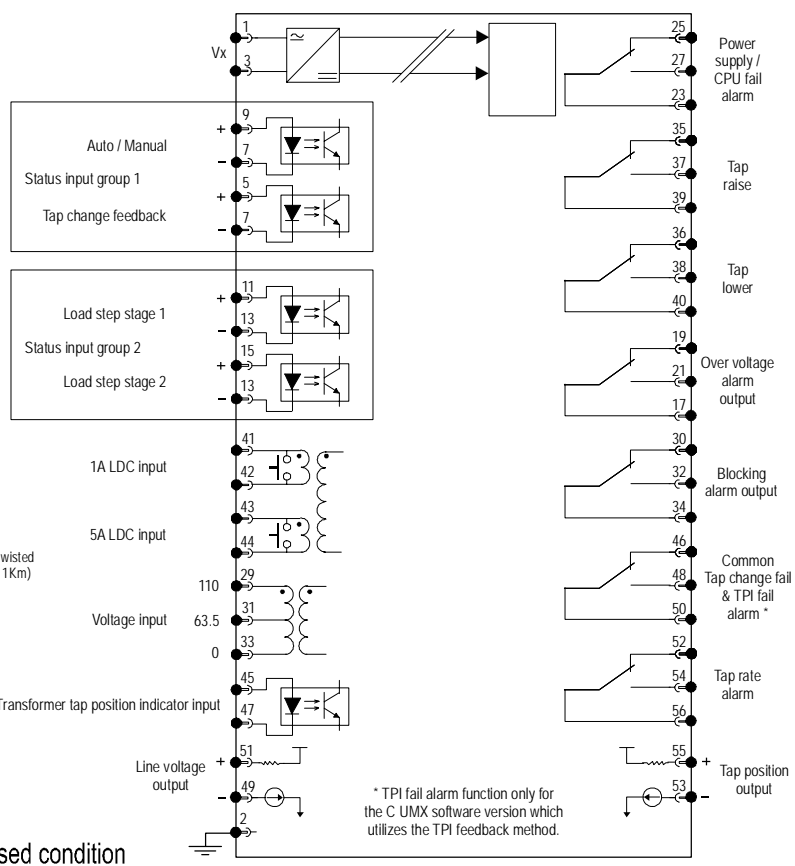 1
Vx
3
25
27
23
Power
supply /
CPU fail
alarm
9
+
Auto / Manual
7
–
Status input group 1
5
+
Tap change feedback
7
–
35
37
39
Tap
raise
36
38
40
Tap
lower
11
+
Load step stage 1
13
–
Status input group 2
15
+
Load step stage 2
13
–
19
21
17
Over voltage
alarm
output
41
1A LDC input
42
43
5A LDC input
44
30
32
34
Blocking
alarm output
wisted
1Km)
46
48
50
Common
Tap change fail
& TPI fail
alarm *
110
29
Voltage input
63.5
31
0
33
45
Transformer tap position indicator input
47
52
54
56
Tap rate
alarm
+
51
Line voltage
output
–
49
2
55
+
Tap position
output
53
–
* TPI fail alarm function only for
the C UMX software version which
utilizes the TPI feedback method.
sed condition